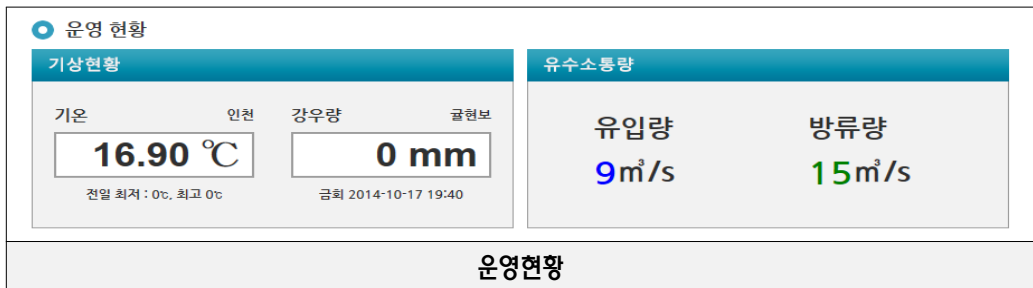 운영 현황
기상현황
기온 인천
16.90 ℃
전일 최저 : 0℃, 최고 0℃
강우량 귤현보
0 mm
금회 2014-10-17 19:40
유수소통량
유입량
9㎥/s
방류량
15㎥/s
운영현황